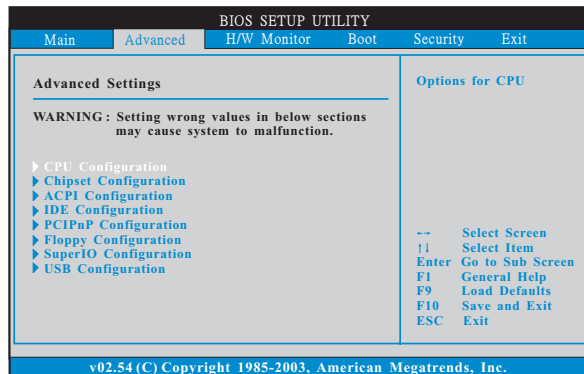 BIOS SETUP UTILITY
Main Advanced H/W Monitor Boot Security Exit
Advanced Settings
WARNING : Setting wrong values in below sections
may cause system to malfunction.
CPU Configuration
Chipset Configuration
ACPI Configuration
IDE Configuration
PCIPnP Configuration
Floppy Configuration
SuperIO Configuration
USB Configuration
Options for CPU
←→ Select Screen
↑↓ Select Item
Enter Go to Sub Screen
F1 General Help
F9 Load Defaults
F10 Save and Exit
ESC Exit
v02.54 (C) Copyright 1985-2003, American Megatrends, Inc.